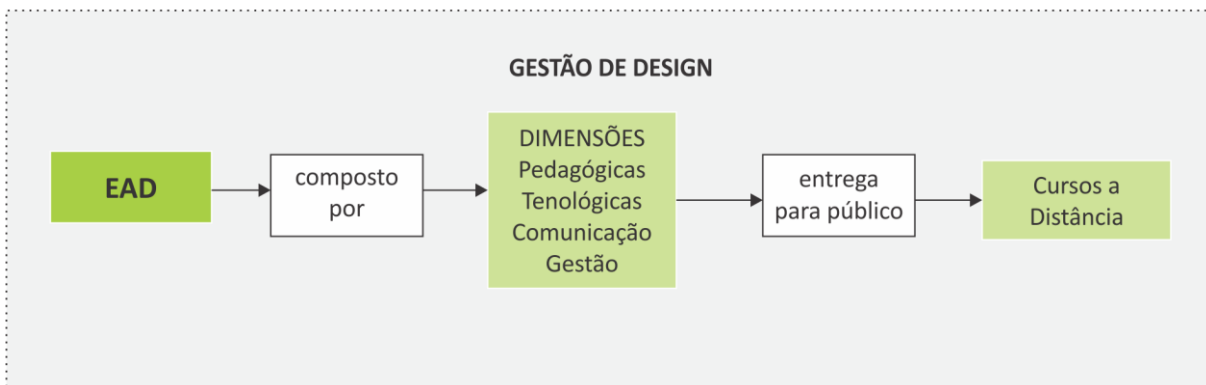 GESTÃO DE DESIGN
EAD
composto
por
DIMENSÕES
Pedagógicas
Tenológicas
Comunicação
Gestão
entrega
para público
Cursos a
Distância